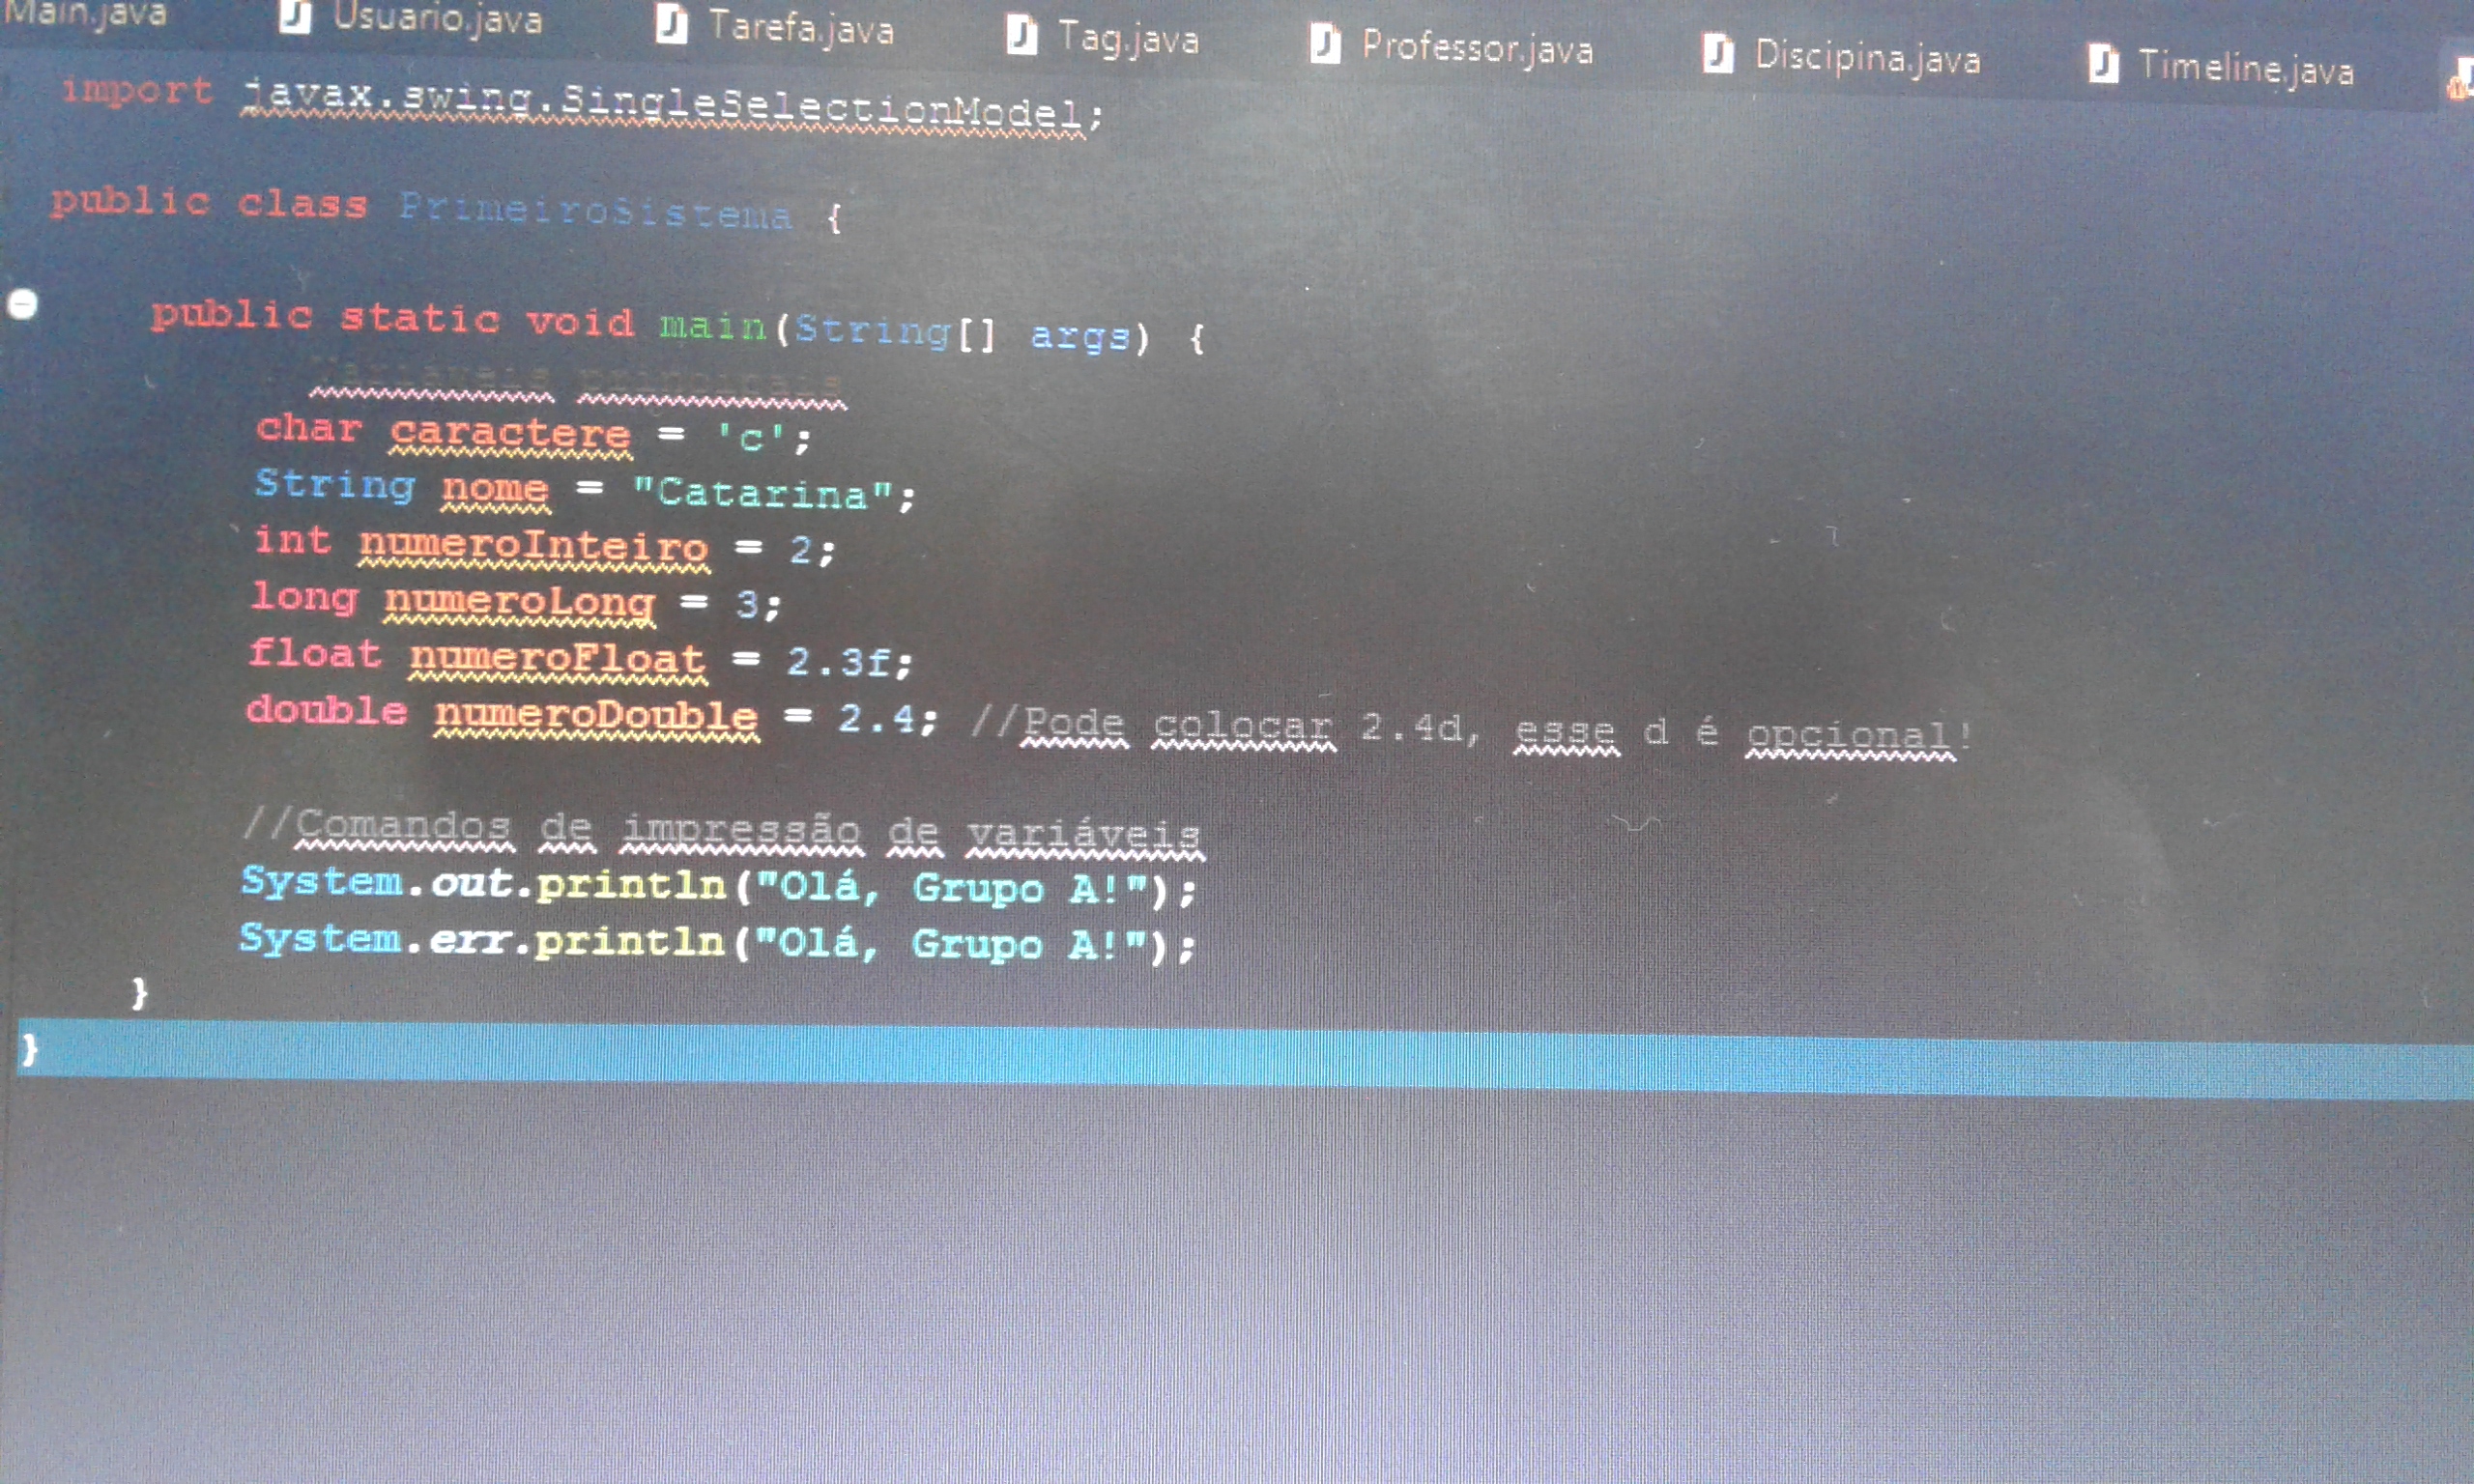 Main.java Usuario.java Tarefa.java Tag.java Professor.java Discipina.java Timeline.java
import javax.swing.SingleSelectionModel;
public class PrimeiroSistema {
public static void main(String[] args) {
char caractere = 'c';
String nome = "Catarina";
int numeroInteiro = 2;
long numeroLong = 3;
float numeroFloat = 2.3f;
double numeroDouble = 2.4; //Pode colocar 2.4d, esse d é opcional!
//Comandos de impressão de variáveis
System.out.println("Olá, Grupo A!");
System.err.println("Olá, Grupo A!");
}
}